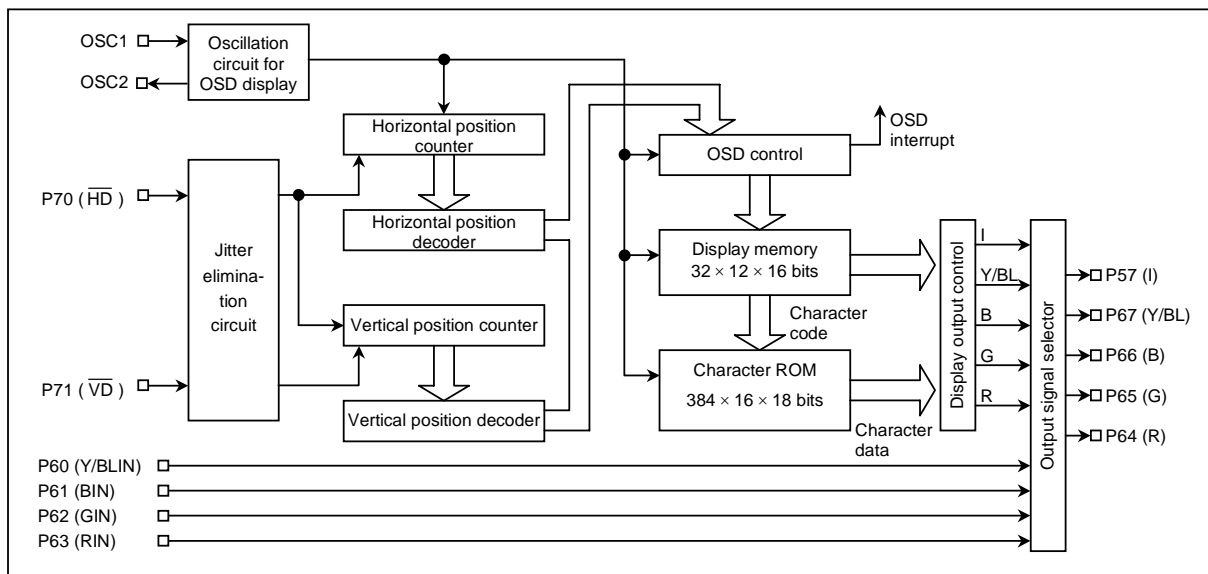 OSC1
OSC2
Oscillation
circuit for
OSD display
Horizontal position
counter
OSD control
OSD
interrupt
P70 (HD)
Horizontal position
decoder
Jitter
elimina-
tion
circuit
Display memory
32 × 12 × 16 bits
Character
code
Vertical position counter
P71 (VD)
Vertical position decoder
Character ROM
384 × 16 × 18 bits
Character
data
Display output control
I
Y/BL
B
G
R
Output signal selector
P57 (I)
P67 (Y/BL)
P66 (B)
P65 (G)
P64 (R)
P60 (Y/BLIN)
P61 (BIN)
P62 (GIN)
P63 (RIN)